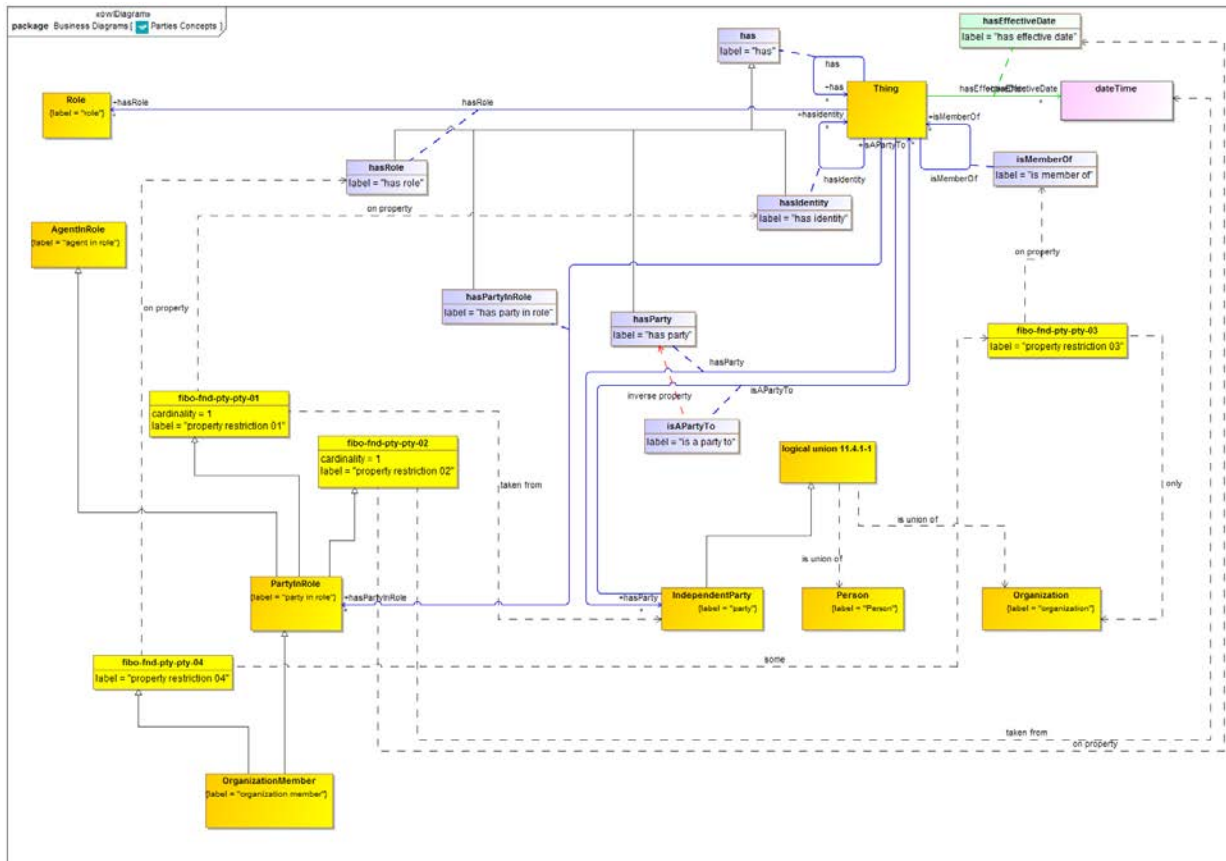 «owlDiagram»
package Business Diagrams [ Parties Concepts ]
has
label = "has"
hasEffectiveDate
label = "has effective date"
has
+has
*
Thing
dateTime
*
Role
{label = "role"}
+hasRole
*
hasRole
+hasIdentity
*
+isAPartyTo
*
+isMemberOf
*
hasRole
label = "has role"
hasIdentity
isMemberOf
isMemberOf
label = "is member of"
hasIdentity
label = "has identity"
on property
AgentInRole
{label = "agent in role"}
on property
on property
hasPartyInRole
label = "has party in role"
hasParty
label = "has party"
fibo-fnd-pty-pty-03
label = "property restriction 03"
hasParty
isAPartyTo
inverse property
fibo-fnd-pty-pty-01
cardinality = 1
label = "property restriction 01"
isAPartyTo
label = "is a party to"
fibo-fnd-pty-pty-02
cardinality = 1
label = "property restriction 02"
logical union 11.4.1-1
taken from
only
is union of
is union of
PartyInRole
{label = "party in role"}
+hasPartyInRole
*
+hasParty
*
IndependentParty
{label = "party"}
Person
{label = "Person"}
Organization
{label = "organization"}
fibo-fnd-pty-pty-04
label = "property restriction 04"
some
taken from
on property
OrganizationMember
{label = "organization member"}